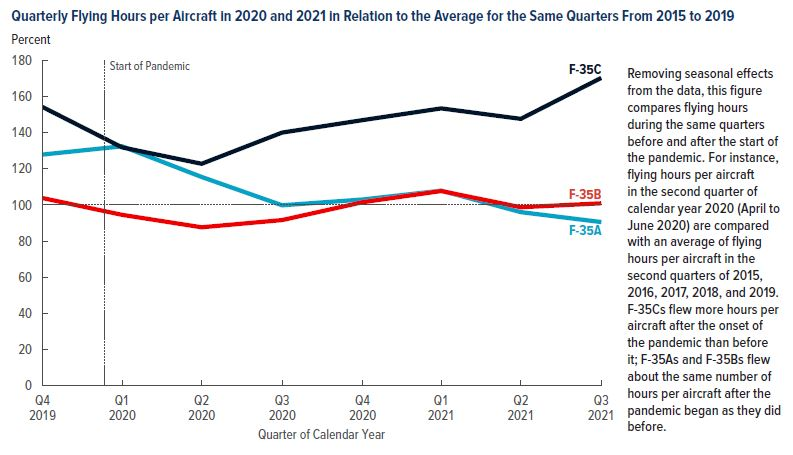 Quarterly Flying Hours per Aircraft in 2020 and 2021 in Relation to the Average for the Same Quarters From 2015 to 2019
Percent
180
160
140
120
100
80
60
40
20
0
Start of Pandemic
F-35C
F-35B
F-35A
Q4 Q1 Q2 Q3 Q4 Q1 Q2 Q3
2019 2020 2020 2020 2020 2021 2021 2021
Quarter of Calendar Year
Removing seasonal effects
from the data, this figure
compares flying hours
during the same quarters
before and after the start of
the pandemic. For instance,
flying hours per aircraft
in the second quarter of
calendar year 2020 (April to
June 2020) are compared
with an average of flying
hours per aircraft in the
second quarters of 2015,
2016, 2017, 2018, and 2019.
F-35Cs flew more hours per
aircraft after the onset of
the pandemic than before
it; F-35As and F-35Bs flew
about the same number of
hours per aircraft after the
pandemic began as they did
before.